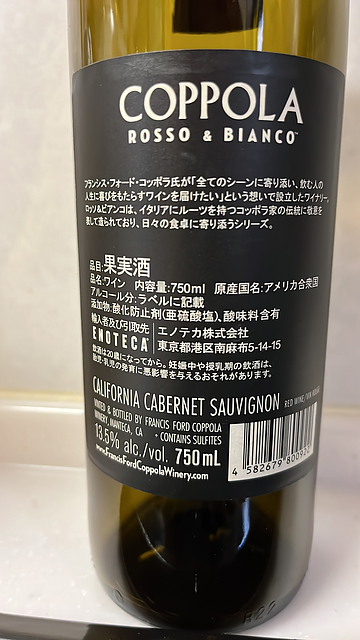 COPPOLA
ROSSO & BIANCO™
フランシス・フォード・コッポラ氏が「全てのシーンに寄り添い、飲む人の
人生に喜びをもたらすワインを届けたい」という想いで設立したワイナリー。
ロッソ&ビアンコは、イタリアにルーツを持つコッポラ家の伝統に敬意を
表して造られており、日々の食卓に寄り添うシリーズ。
品目:果実酒
品名:ワイン 内容量:750ml 原産国名:アメリカ合衆国
アルコール分:ラベルに記載
添加物:酸化防止剤(亜硫酸塩)、酸味料含有
輸入者及び引取先 エノテカ株式会社
ENOTECA 東京都港区南麻布5-14-15
飲酒は20歳になってから。妊娠中や授乳期の飲酒は、
胎児・乳児の発育に悪影響を与えるおそれがあります。
CALIFORNIA CABERNET SAUVIGNON RED WINE/VIN ROUGE
VINTED & BOTTLED BY FRANCIS FORD COPPOLA
WINERY, MANTECA, CA • CONTAINS SULFITES
13.5% alc./vol. 750mL
www.FrancisFordCoppolaWinery.com